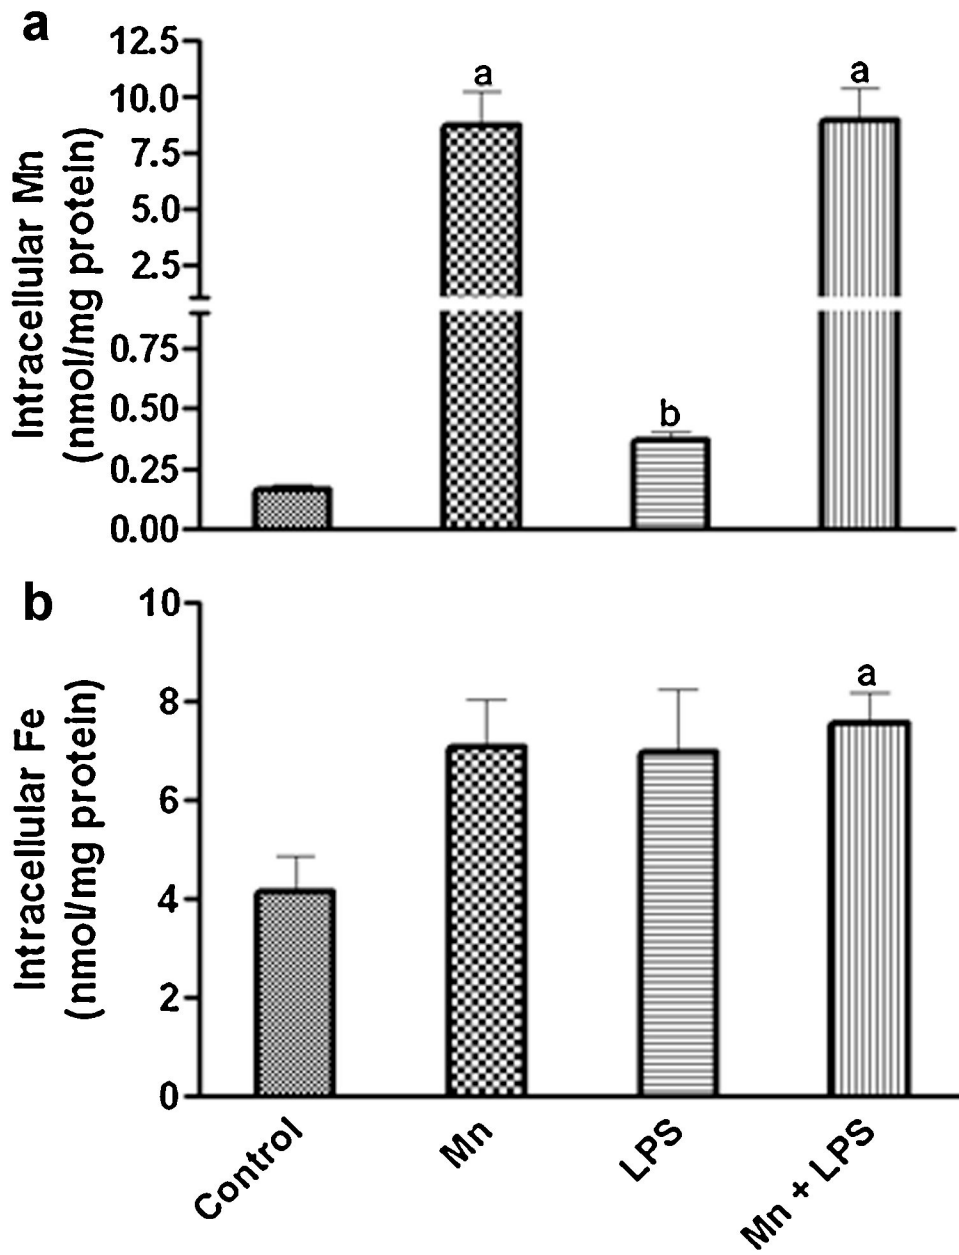 a
Intracellular Mn
(nmol/mg protein)
12.5
10.0
7.5
5.0
2.5
0.75
0.50
0.25
0.00
a
b
a
b
Intracellular Fe
(nmol/mg protein)
10
8
6
4
2
0
a
Control
Mn
LPS
Mn + LPS